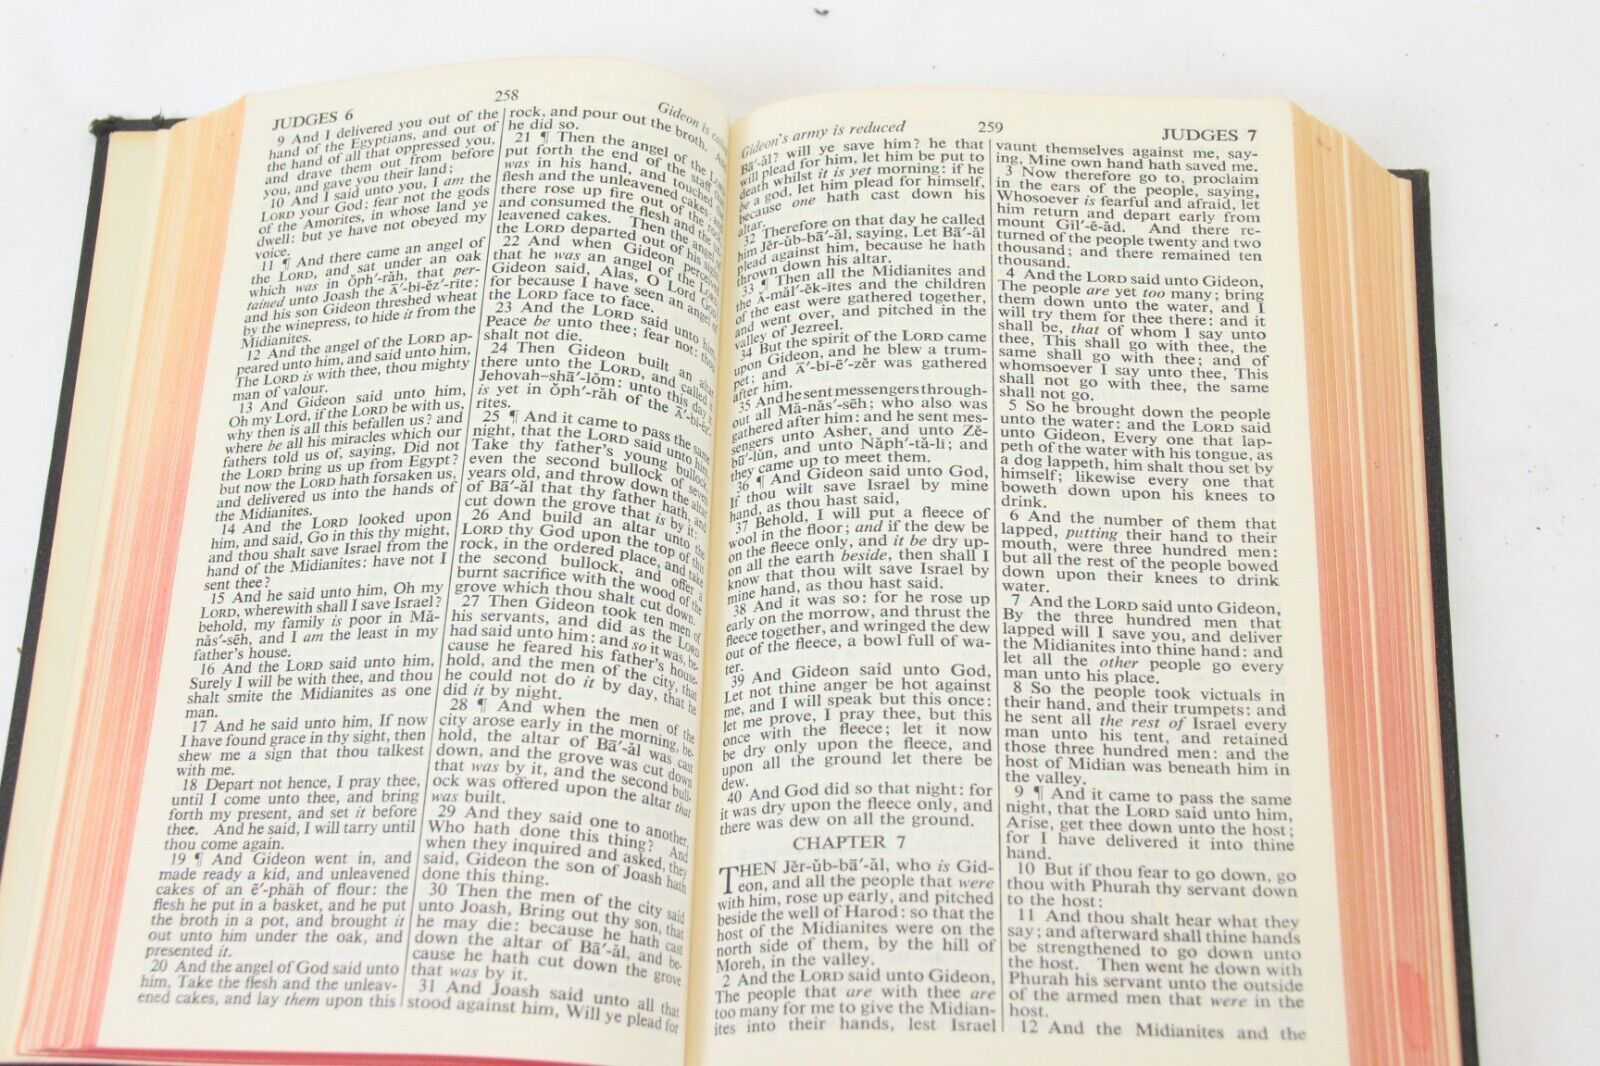 JUDGES 6
258
Gideon is
9 And I delivered you out of the
hand of the Egyptians, and out of
the hand of all that oppressed you,
and drave them out from before
you, and gave you their land;
10 And I said unto you, I am the
LORD your God; fear not the gods
of the Amorites, in whose land ye
dwell: but ye have not obeyed my
voice.
11 ¶ And there came an angel of
the LORD, and sat under an oak
which was in Ŏph′-răh, that per-
tained unto Joash the Ā′-bī-ĕz′-rīte:
and his son Gideon threshed wheat
by the winepress, to hide it from the
Midianites.
12 And the angel of the LORD ap-
peared unto him, and said unto him,
The LORD is with thee, thou mighty
man of valour.
13 And Gideon said unto him,
Oh my Lord, if the LORD be with us,
why then is all this befallen us? and
where be all his miracles which our
fathers told us of, saying, Did not
the LORD bring us up from Egypt?
but now the LORD hath forsaken us,
and delivered us into the hands of
the Midianites.
14 And the LORD looked upon
him, and said, Go in this thy might,
and thou shalt save Israel from the
hand of the Midianites: have not I
sent thee?
15 And he said unto him, Oh my
LORD, wherewith shall I save Israel?
behold, my family is poor in Mă-
năs′-sĕh, and I am the least in my
father's house.
16 And the LORD said unto him,
Surely I will be with thee, and thou
shalt smite the Midianites as one
man.
17 And he said unto him, If now
I have found grace in thy sight, then
shew me a sign that thou talkest
with me.
18 Depart not hence, I pray thee,
until I come unto thee, and bring
forth my present, and set it before
thee. And he said, I will tarry until
thou come again.
19 ¶ And Gideon went in, and
made ready a kid, and unleavened
cakes of an ē′-phăh of flour: the
flesh he put in a basket, and he put
the broth in a pot, and brought it
out unto him under the oak, and
presented it.
20 And the angel of God said unto
him, Take the flesh and the unleav-
ened cakes, and lay them upon this
rock, and pour out the broth. And
he did so.
21 ¶ Then the angel of the LORD
put forth the end of the staff that
was in his hand, and touched the
flesh and the unleavened cakes; and
there rose up fire out of the rock,
and consumed the flesh and the un-
leavened cakes. Then the angel of
the LORD departed out of his sight.
22 And when Gideon perceived
that he was an angel of the LORD,
Gideon said, Alas, O Lord GOD!
for because I have seen an angel of
the LORD face to face.
23 And the LORD said unto him,
Peace be unto thee; fear not: thou
shalt not die.
24 Then Gideon built an altar
there unto the LORD, and called it
Jehovah–shā′-lŏm: unto this day it
is yet in Ŏph′-răh of the Ā′-bī-ĕz′-
rites.
25 ¶ And it came to pass the same
night, that the LORD said unto him,
Take thy father's young bullock,
even the second bullock of seven
years old, and throw down the altar
of Bā′-ăl that thy father hath, and
cut down the grove that is by it:
26 And build an altar unto the
LORD thy God upon the top of this
rock, in the ordered place, and take
the second bullock, and offer a
burnt sacrifice with the wood of the
grove which thou shalt cut down.
27 Then Gideon took ten men of
his servants, and did as the LORD
had said unto him: and so it was, be-
cause he feared his father's house-
hold, and the men of the city, that
he could not do it by day, that he
did it by night.
28 ¶ And when the men of the
city arose early in the morning, be-
hold, the altar of Bā′-ăl was cast
down, and the grove was cut down
that was by it, and the second bull-
ock was offered upon the altar that
was built.
29 And they said one to another,
Who hath done this thing? And
when they inquired and asked, they
said, Gideon the son of Joash hath
done this thing.
30 Then the men of the city said
unto Joash, Bring out thy son, that
he may die: because he hath cast
down the altar of Bā′-ăl, and be-
cause he hath cut down the grove
that was by it.
31 And Joash said unto all that
stood against him, Will ye plead for
Gideon's army is reduced
259
JUDGES 7
Bā′-ăl? will ye save him? he that
will plead for him, let him be put to
death whilst it is yet morning: if he
be a god, let him plead for himself,
because one hath cast down his
altar.
32 Therefore on that day he called
him Jĕr-ŭb-bā′-ăl, saying, Let Bā′-ăl
plead against him, because he hath
thrown down his altar.
33 ¶ Then all the Midianites and
the Ă-măl′-ĕk-ītes and the children
of the east were gathered together,
and went over, and pitched in the
valley of Jezreel.
34 But the spirit of the LORD came
upon Gideon, and he blew a trum-
pet; and Ā′-bī-ē′-zĕr was gathered
after him.
35 And he sent messengers through-
out all Mă-năs′-sĕh; who also was
gathered after him: and he sent mes-
sengers unto Asher, and unto Zĕ-
bū′-lŭn, and unto Năph′-tă-lī; and
they came up to meet them.
36 ¶ And Gideon said unto God,
If thou wilt save Israel by mine
hand, as thou hast said,
37 Behold, I will put a fleece of
wool in the floor; and if the dew be
on the fleece only, and it be dry up-
on all the earth beside, then shall I
know that thou wilt save Israel by
mine hand, as thou hast said.
38 And it was so: for he rose up
early on the morrow, and thrust the
fleece together, and wringed the dew
out of the fleece, a bowl full of wa-
ter.
39 And Gideon said unto God,
Let not thine anger be hot against
me, and I will speak but this once:
let me prove, I pray thee, but this
once with the fleece; let it now
be dry only upon the fleece, and
upon all the ground let there be
dew.
40 And God did so that night: for
it was dry upon the fleece only, and
there was dew on all the ground.
CHAPTER 7
THEN Jĕr-ŭb-bā′-ăl, who is Gid-
eon, and all the people that were
with him, rose up early, and pitched
beside the well of Harod: so that the
host of the Midianites were on the
north side of them, by the hill of
Moreh, in the valley.
2 And the LORD said unto Gideon,
The people that are with thee are
too many for me to give the Midian-
ites into their hands, lest Israel
vaunt themselves against me, say-
ing, Mine own hand hath saved me.
3 Now therefore go to, proclaim
in the ears of the people, saying,
Whosoever is fearful and afraid, let
him return and depart early from
mount Gil′-ĕ-ăd. And there re-
turned of the people twenty and two
thousand; and there remained ten
thousand.
4 And the LORD said unto Gideon,
The people are yet too many; bring
them down unto the water, and I
will try them for thee there: and it
shall be, that of whom I say unto
thee, This shall go with thee, the
same shall go with thee; and of
whomsoever I say unto thee, This
shall not go with thee, the same
shall not go.
5 So he brought down the people
unto the water: and the LORD said
unto Gideon, Every one that lap-
peth of the water with his tongue, as
a dog lappeth, him shalt thou set by
himself; likewise every one that
boweth down upon his knees to
drink.
6 And the number of them that
lapped, putting their hand to their
mouth, were three hundred men:
but all the rest of the people bowed
down upon their knees to drink
water.
7 And the LORD said unto Gideon,
By the three hundred men that
lapped will I save you, and deliver
the Midianites into thine hand: and
let all the other people go every
man unto his place.
8 So the people took victuals in
their hand, and their trumpets: and
he sent all the rest of Israel every
man unto his tent, and retained
those three hundred men: and the
host of Midian was beneath him in
the valley.
9 ¶ And it came to pass the same
night, that the LORD said unto him,
Arise, get thee down unto the host;
for I have delivered it into thine
hand.
10 But if thou fear to go down, go
thou with Phurah thy servant down
to the host:
11 And thou shalt hear what they
say; and afterward shall thine hands
be strengthened to go down unto
the host. Then went he down with
Phurah his servant unto the outside
of the armed men that were in the
host.
12 And the Midianites and the